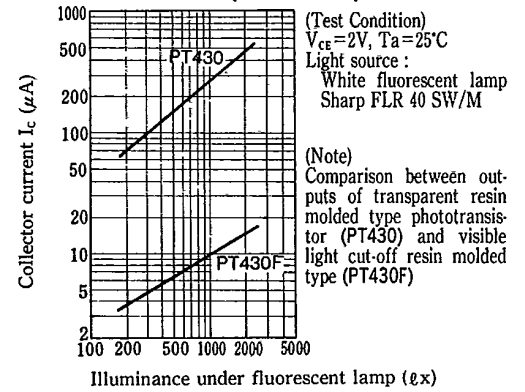 (Test Condition)
V_CE=2V, Ta=25°C
Light source :
White fluorescent lamp
Sharp FLR 40 SW/M
(Note)
Comparison between out-
puts of transparent resin
molded type phototransis-
tor (PT430) and visible
light cut-off resin molded
type (PT430F)
Collector current I_c (μA)
1000
500
200
100
50
20
10
5
2
PT430
PT430F
100 200 500 1000 2000 5000
Illuminance under fluorescent lamp (ℓx)